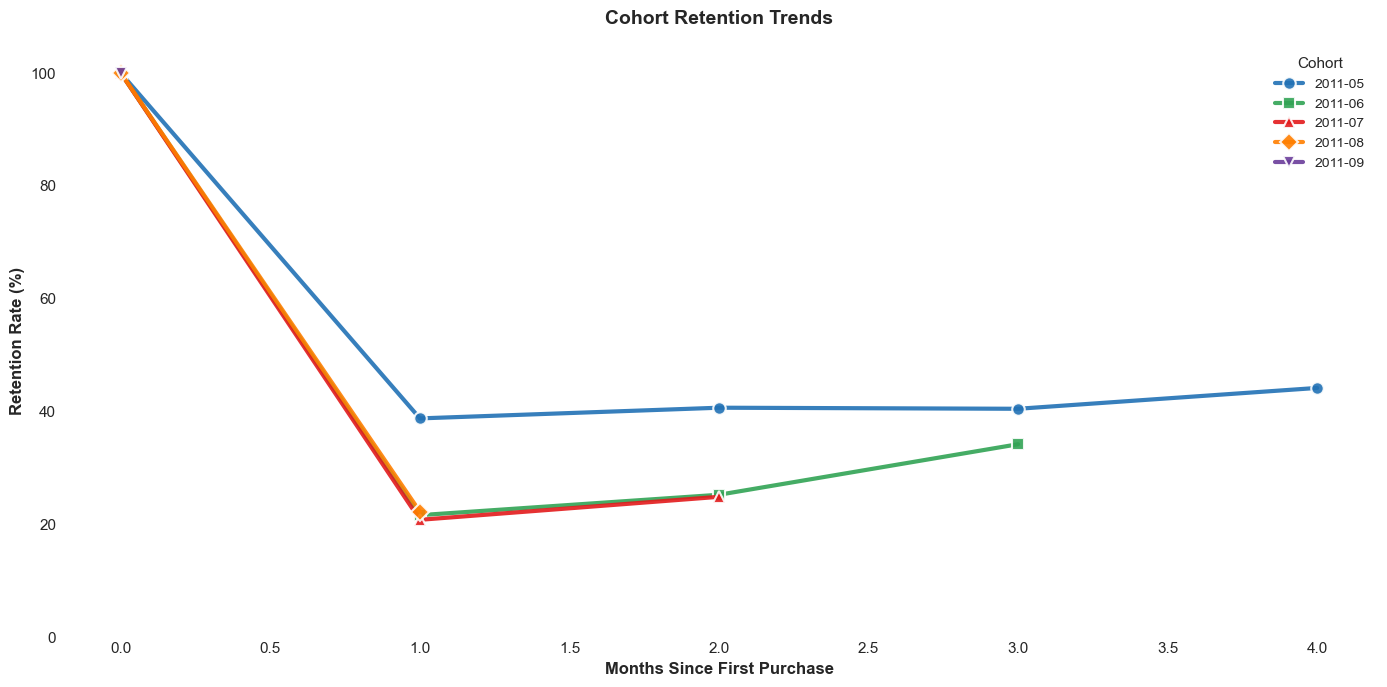 Cohort Retention Trends
Cohort
2011-05
2011-06
2011-07
2011-08
2011-09
Retention Rate (%)
100
80
60
40
20
0
0.0 0.5 1.0 1.5 2.0 2.5 3.0 3.5 4.0
Months Since First Purchase